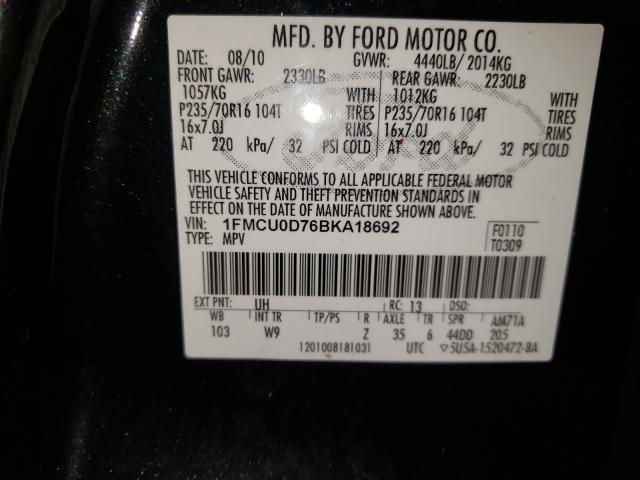 MFD. BY FORD MOTOR CO.
DATE: 08/10 GVWR: 4440LB/ 2014KG
FRONT GAWR: 2330LB REAR GAWR: 2230LB
1057KG 1012KG
P235/70R16 104T TIRES P235/70R16 104T TIRES
16x7.0J RIMS 16x7.0J RIMS
AT 220 kPa/ 32 PSI COLD AT 220 kPa/ 32 PSI COLD
THIS VEHICLE CONFORMS TO ALL APPLICABLE FEDERAL MOTOR
VEHICLE SAFETY AND THEFT PREVENTION STANDARDS IN
EFFECT ON THE DATE OF MANUFACTURE SHOWN ABOVE.
VIN: 1FMCU0D76BKA18692 F0110
TYPE: MPV T0309
EXT PNT: UH RC: 13 DSO:
WB INT TR TP/PS R AXLE TR SPR AM71A
103 W9 Z 35 6 44DD 205
1201008181031 UTC ▽5U5A-1520472-BA
Ford